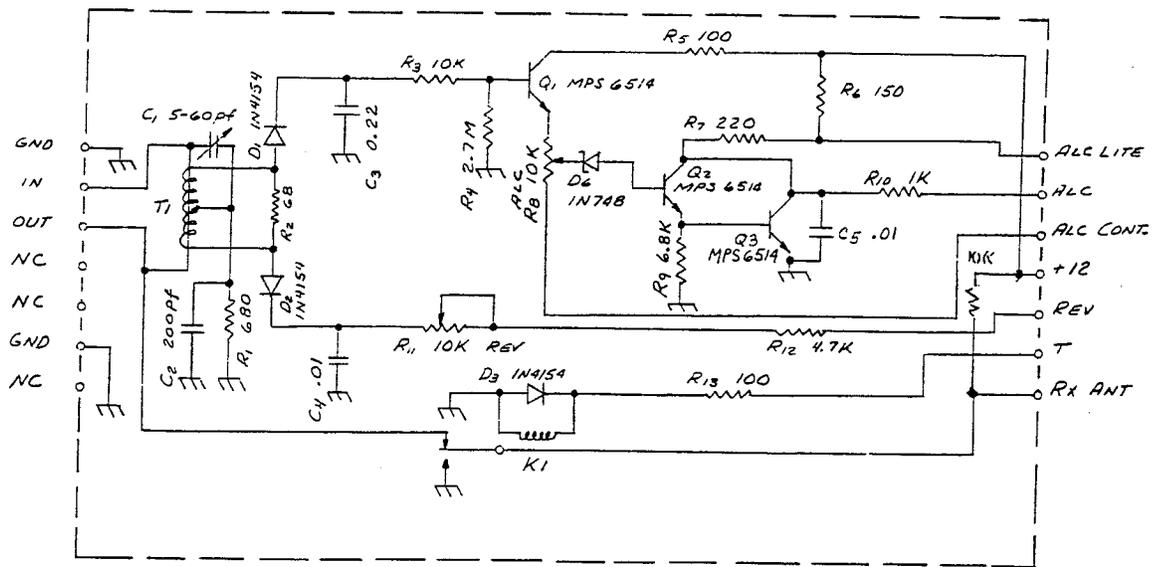 R5 100
R3 10K
Q1 MPS 6514
R6 150
C1 5-60pf
D1 1N4154
C3 0.22
R4 2.7M
ALC
R8 10K
R7 220
ALC LITE
D6
1N748
Q2
MPS 6514
R10 1K
ALC
GND
IN
T1
R2 68
OUT
Q3
MPS6514
C5 .01
ALC CONT.
R9 6.8K
10K
+12
NC
D2
1N4154
REV
NC
C2 200pf
R1 680
R11 10K REV
R12 4.7K
GND
C4 .01
T
D3 1N4154
R13 100
NC
RX ANT
K1